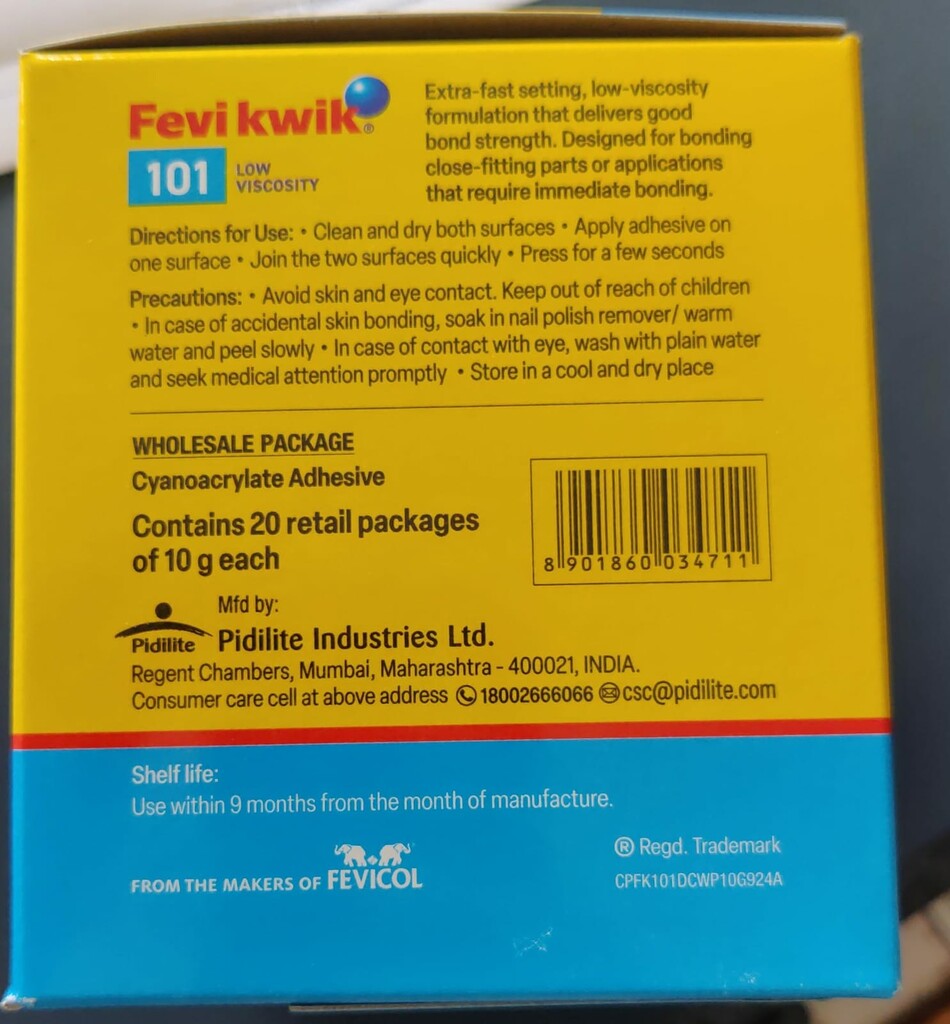 Fevi kwik®
101 LOW
VISCOSITY
Extra-fast setting, low-viscosity
formulation that delivers good
bond strength. Designed for bonding
close-fitting parts or applications
that require immediate bonding.
Directions for Use: • Clean and dry both surfaces • Apply adhesive on
one surface • Join the two surfaces quickly • Press for a few seconds
Precautions: • Avoid skin and eye contact. Keep out of reach of children
• In case of accidental skin bonding, soak in nail polish remover/ warm
water and peel slowly • In case of contact with eye, wash with plain water
and seek medical attention promptly • Store in a cool and dry place
WHOLESALE PACKAGE
Cyanoacrylate Adhesive
Contains 20 retail packages
of 10 g each
8 901860 034711
Mfd by:
Pidilite Pidilite Industries Ltd.
Regent Chambers, Mumbai, Maharashtra - 400021, INDIA.
Consumer care cell at above address 18002666066 csc@pidilite.com
Shelf life:
Use within 9 months from the month of manufacture.
FROM THE MAKERS OF FEVICOL
® Regd. Trademark
CPFK101DCWP10G924A